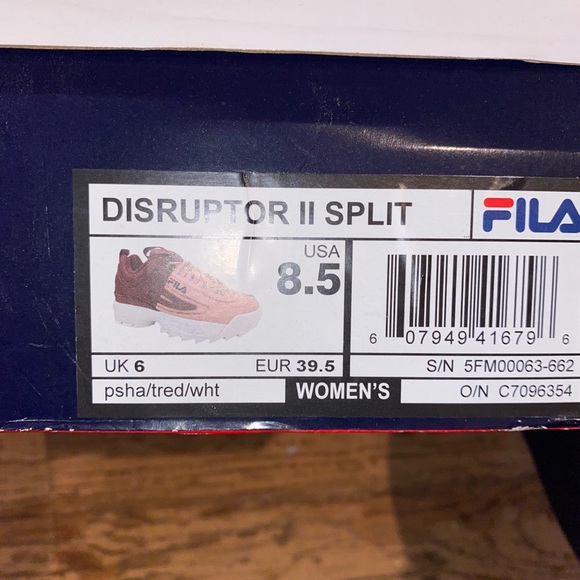 DISRUPTOR II SPLIT
FILA
USA
8.5
FILA
6 07949 41679 6
UK 6 EUR 39.5
S/N 5FM00063-662
psha/tred/wht
WOMEN'S
O/N C7096354